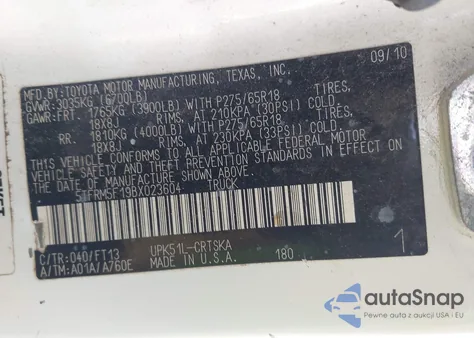 09/10
MFD.BY:TOYOTA MOTOR MANUFACTURING, TEXAS, INC.
GVWR: 3035KG (6700LB)
GAWR:FRT. 1765KG (3900LB) WITH P275/65R18 TIRES,
18X8J RIMS, AT 210KPA (30PSI) COLD
RR. 1810KG (4000LB) WITH P275/65R18 TIRES,
18X8J RIMS, AT 230KPA (33PSI) COLD
THIS VEHICLE CONFORMS TO ALL APPLICABLE FEDERAL MOTOR
VEHICLE SAFETY AND THEFT PREVENTION STANDARDS IN EFFECT
ON THE DATE OF MANUFACTURE SHOWN ABOVE.
5TFRM5F19BX023604 TRUCK
C/TR:040/FT13 UPK51L-CRTSKA
A/TM:A01A/A760E MADE IN U.S.A. 180
1
autoSnap
Pewne auta z aukcji USA i EU